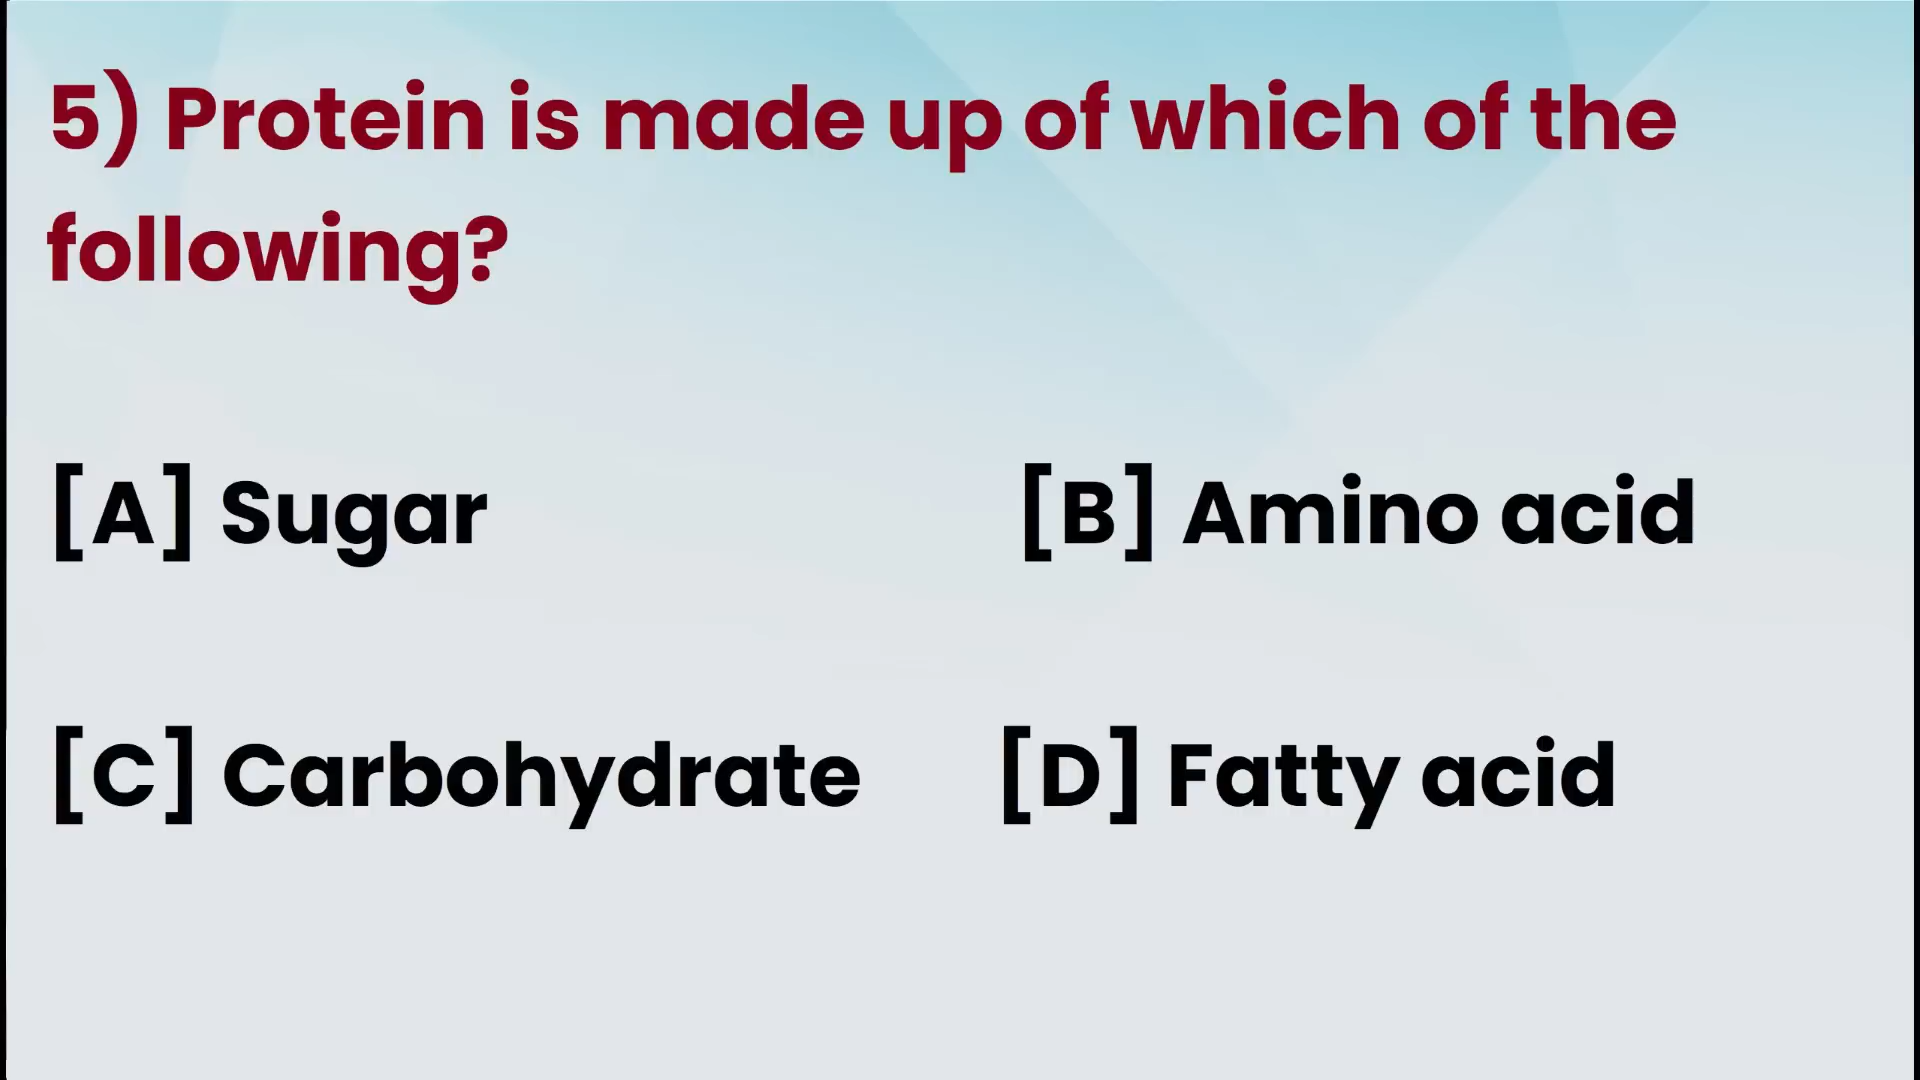 5) Protein is made up of which of the
following?
[A] Sugar [B] Amino acid
[C] Carbohydrate [D] Fatty acid